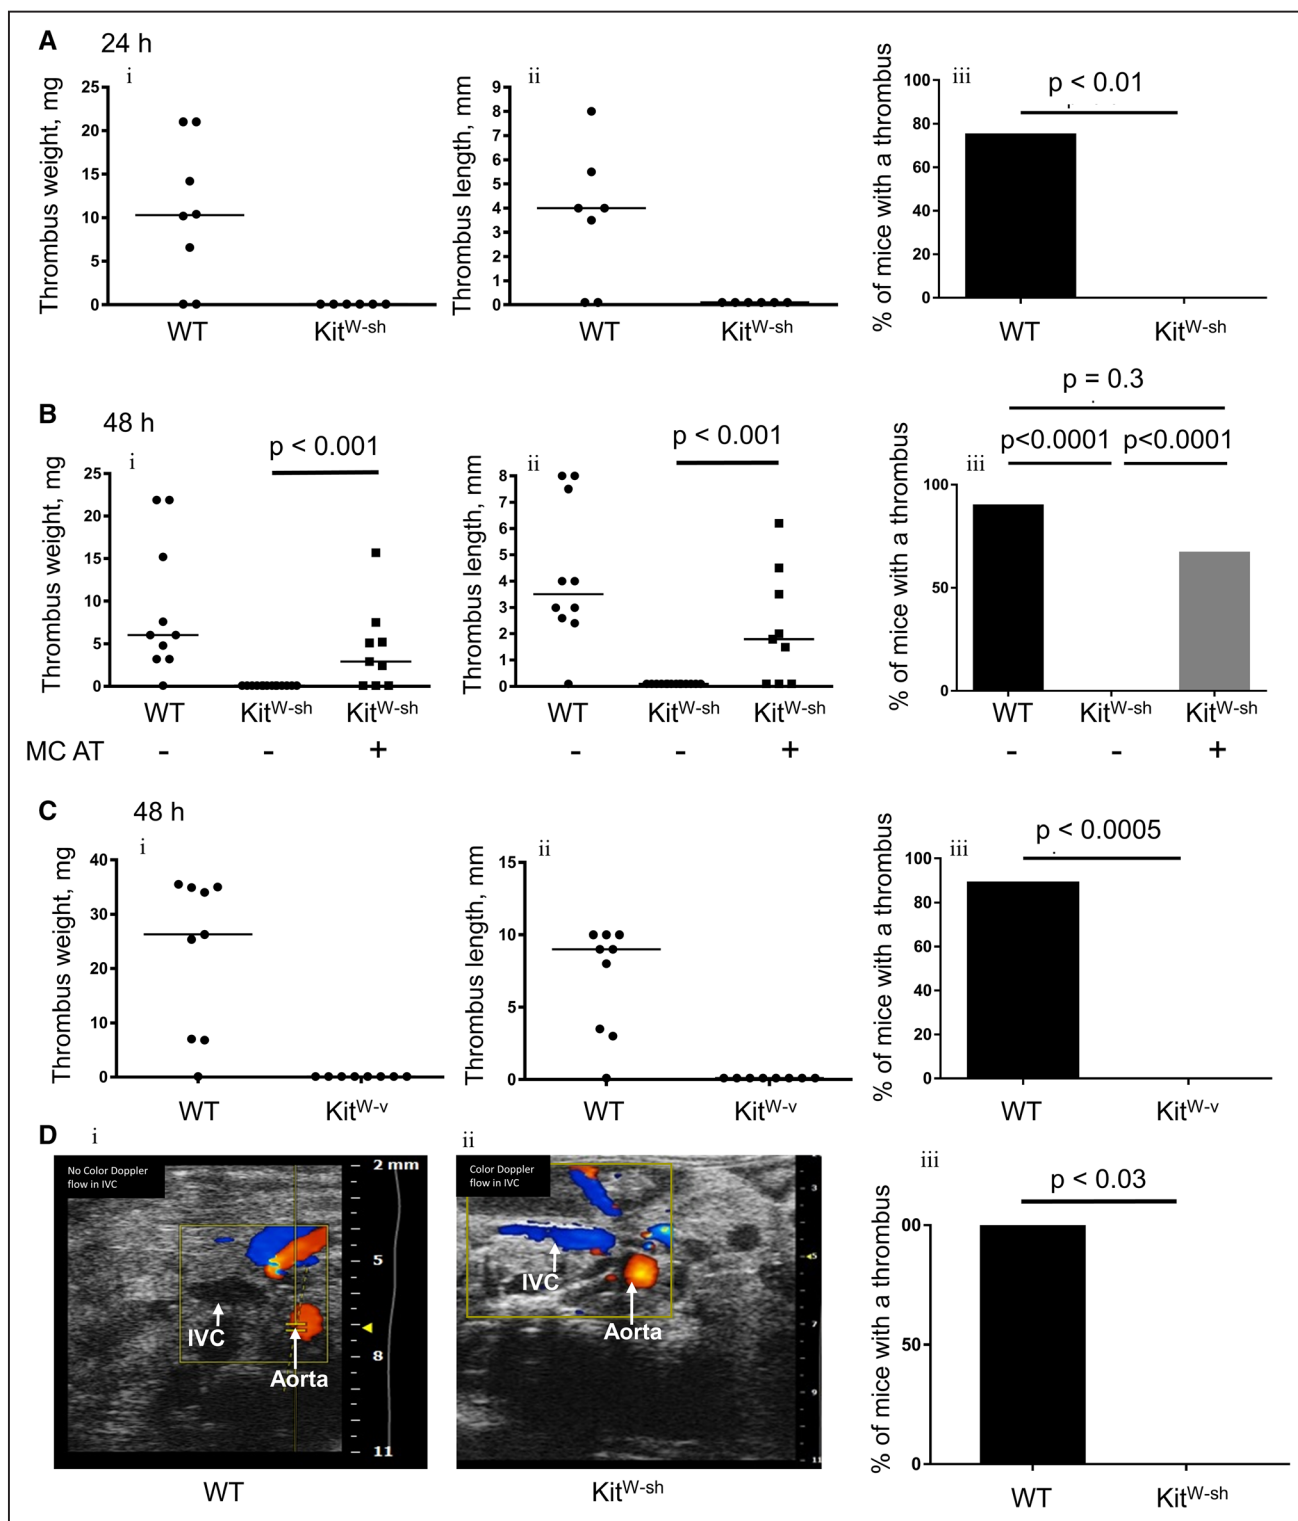 A
24 h
i
Thrombus weight, mg
25
20
15
10
5
0
WT
KitW-sh
ii
Thrombus length, mm
9
8
7
6
5
4
3
2
1
0
WT
KitW-sh
iii
p < 0.01
% of mice with a thrombus
100
80
60
40
20
0
WT
KitW-sh
B
48 h
i
p < 0.001
Thrombus weight, mg
25
20
15
10
5
0
WT
KitW-sh
KitW-sh
ii
p < 0.001
Thrombus length, mm
8
7
6
5
4
3
2
1
0
WT
KitW-sh
KitW-sh
iii
p = 0.3
p<0.0001
p<0.0001
% of mice with a thrombus
100
50
0
WT
KitW-sh
KitW-sh
MC AT
- - +
- - +
- - +
C
48 h
i
Thrombus weight, mg
40
30
20
10
0
WT
KitW-v
ii
Thrombus length, mm
15
10
5
0
WT
KitW-v
iii
p < 0.0005
% of mice with a thrombus
100
80
60
40
20
0
WT
KitW-v
D
i
No Color Doppler
flow in IVC
2 mm
5
8
11
IVC
Aorta
WT
ii
Color Doppler
flow in IVC
3
5
7
9
11
IVC
Aorta
KitW-sh
iii
p < 0.03
% of mice with a thrombus
00
50
0
WT
KitW-sh